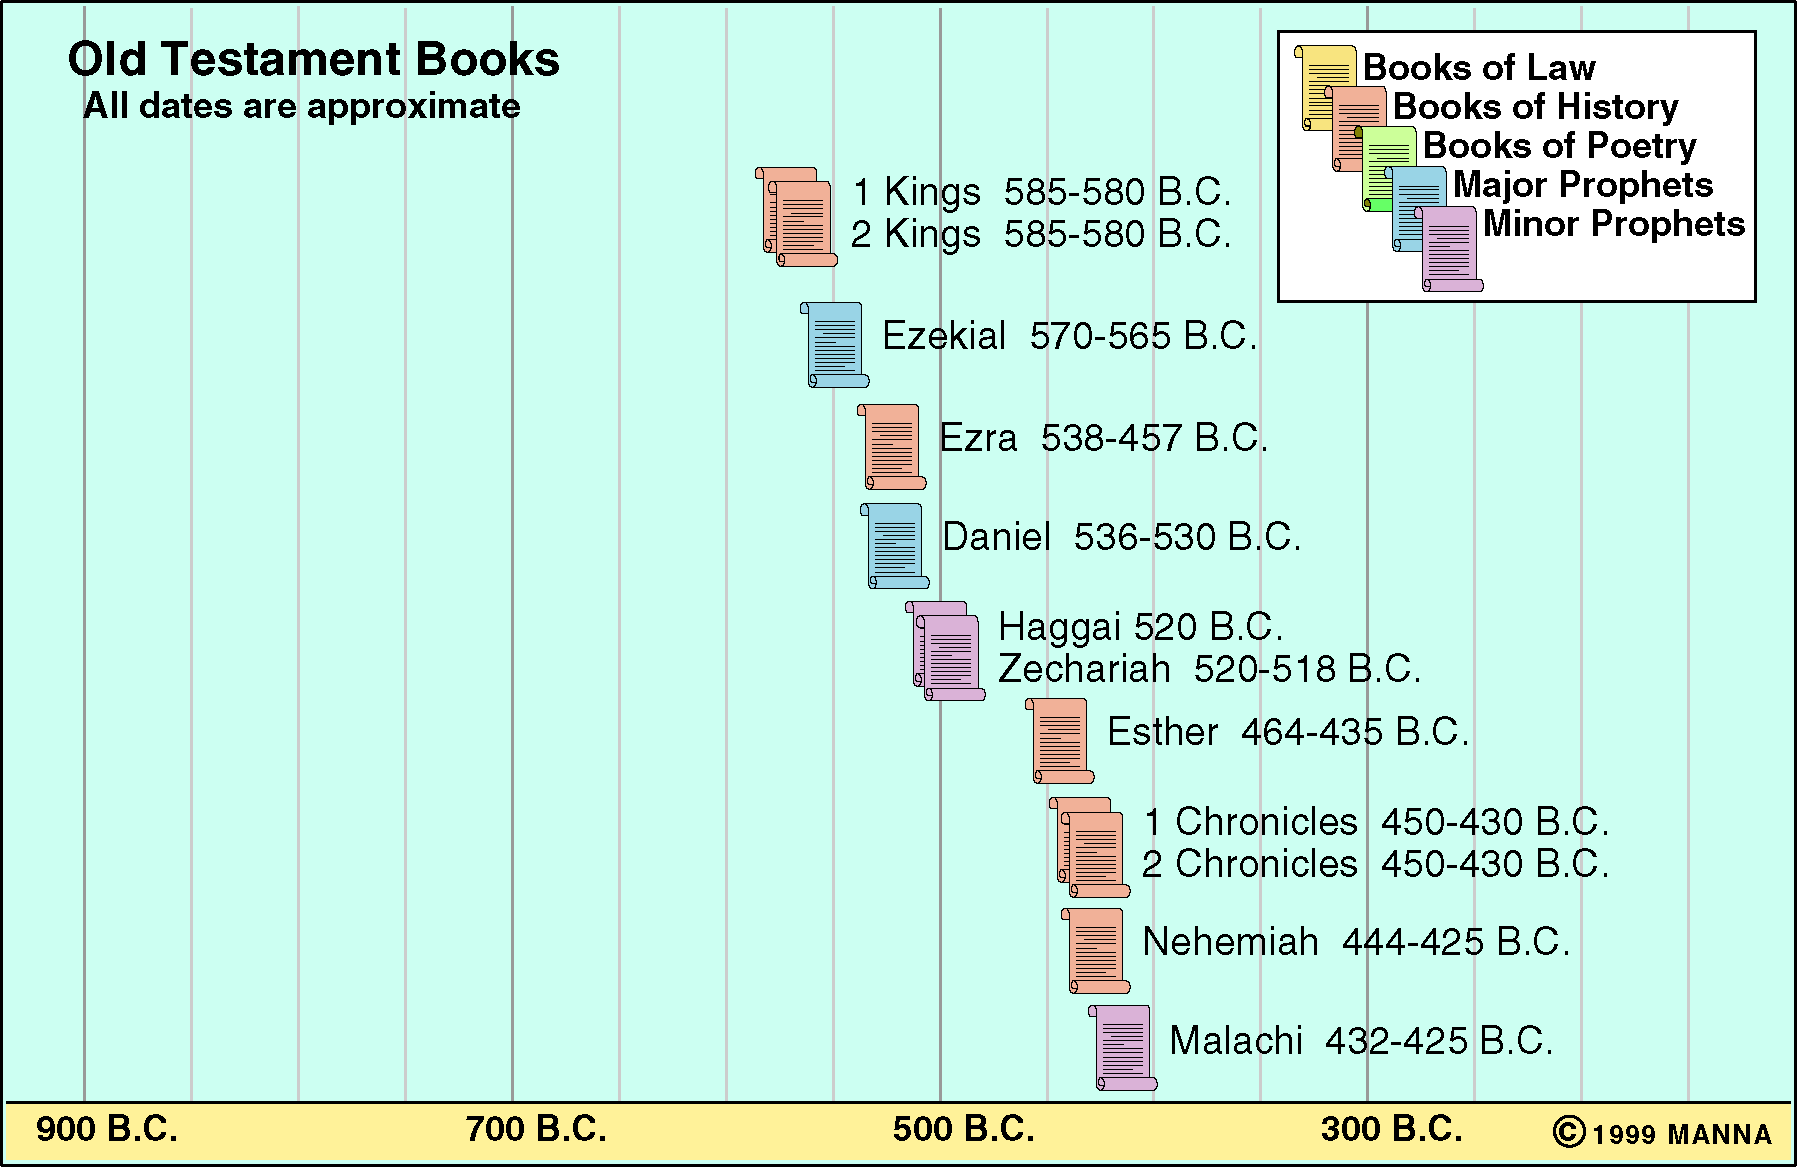 Old Testament Books
All dates are approximate
Books of Law
Books of History
Books of Poetry
Major Prophets
Minor Prophets
1 Kings 585-580 B.C.
2 Kings 585-580 B.C.
Ezekial 570-565 B.C.
Ezra 538-457 B.C.
Daniel 536-530 B.C.
Haggai 520 B.C.
Zechariah 520-518 B.C.
Esther 464-435 B.C.
1 Chronicles 450-430 B.C.
2 Chronicles 450-430 B.C.
Nehemiah 444-425 B.C.
Malachi 432-425 B.C.
900 B.C. 700 B.C. 500 B.C. 300 B.C. © 1999 MANNA